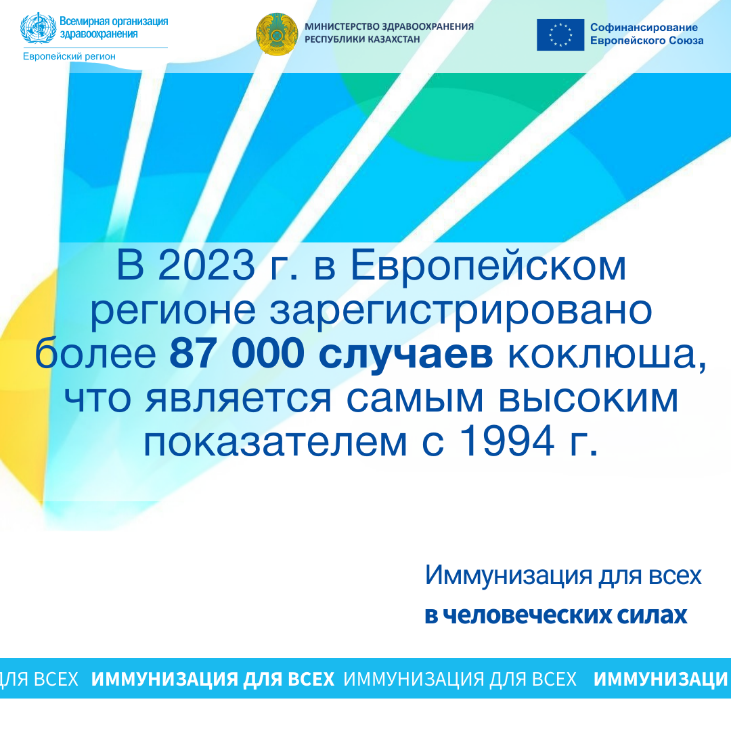 Всемирная организация
здравоохранения
Европейский регион
МИНИСТЕРСТВО ЗДРАВООХРАНЕНИЯ
РЕСПУБЛИКИ КАЗАХСТАН
Софинансирование
Европейского Союза
В 2023 г. в Европейском
регионе зарегистрировано
более 87 000 случаев коклюша,
что является самым высоким
показателем с 1994 г.
Иммунизация для всех
в человеческих силах
ДЛЯ ВСЕХ ИММУНИЗАЦИЯ ДЛЯ ВСЕХ ИММУНИЗАЦИЯ ДЛЯ ВСЕХ ИММУНИЗАЦИ